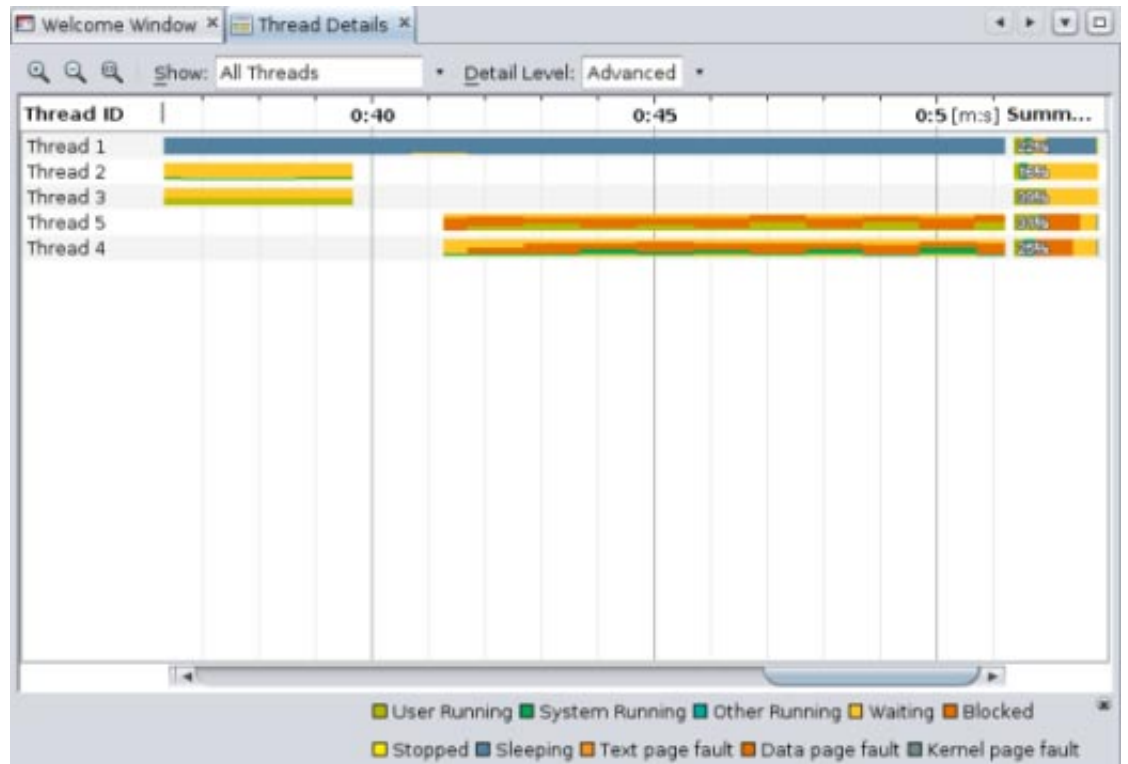 Welcome Window Thread Details
Show: All Threads Detail Level: Advanced
Thread ID 0:40 0:45 0:5 [m:s] Summ...
Thread 1
Thread 2
Thread 3
Thread 5
Thread 4
User Running System Running Other Running Waiting Blocked
Stopped Sleeping Text page fault Data page fault Kernel page fault